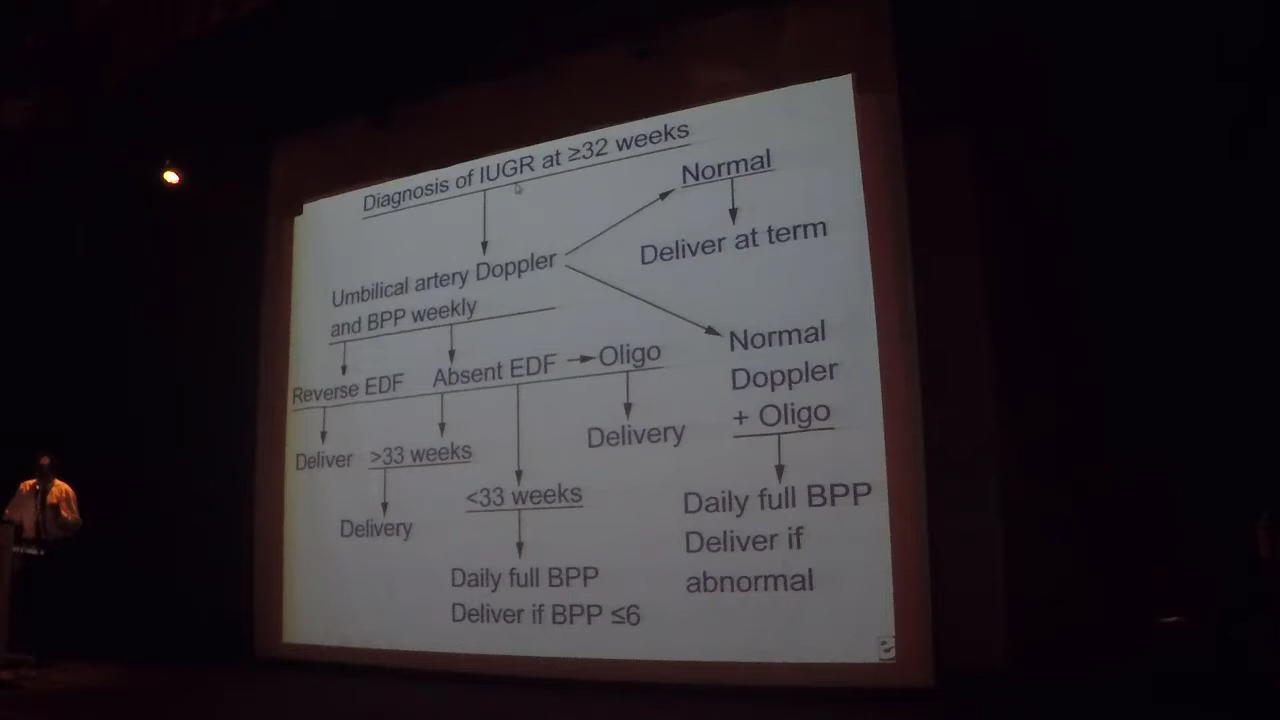 Diagnosis of IUGR at ≥32 weeks
Normal
Deliver at term
Umbilical artery Doppler
and BPP weekly
Reverse EDF
Absent EDF
Oligo
Normal
Doppler
+ Oligo
Deliver
>33 weeks
Delivery
Delivery
<33 weeks
Daily full BPP
Deliver if BPP ≤6
Daily full BPP
Deliver if
abnormal